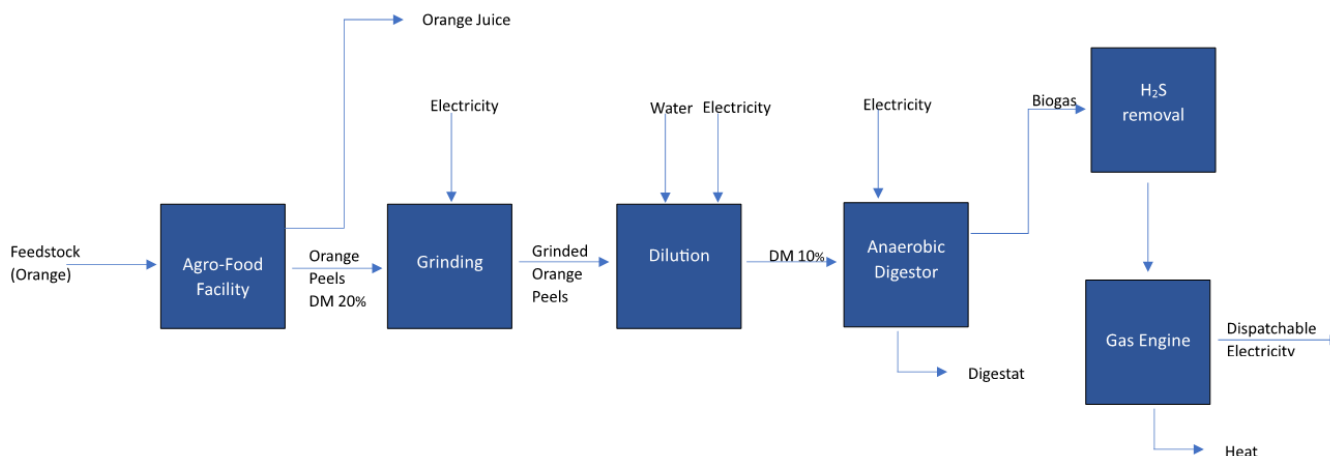 Orange Juice
H₂S
removal
Biogas
Electricity
Water
Electricity
Electricity
Feedstock
(Orange)
Agro-Food
Facility
Orange
Peels
DM 20%
Grinding
Grinded
Orange
Peels
Dilution
DM 10%
Anaerobic
Digestor
Digestat
Gas Engine
Dispatchable
Electricity
Heat